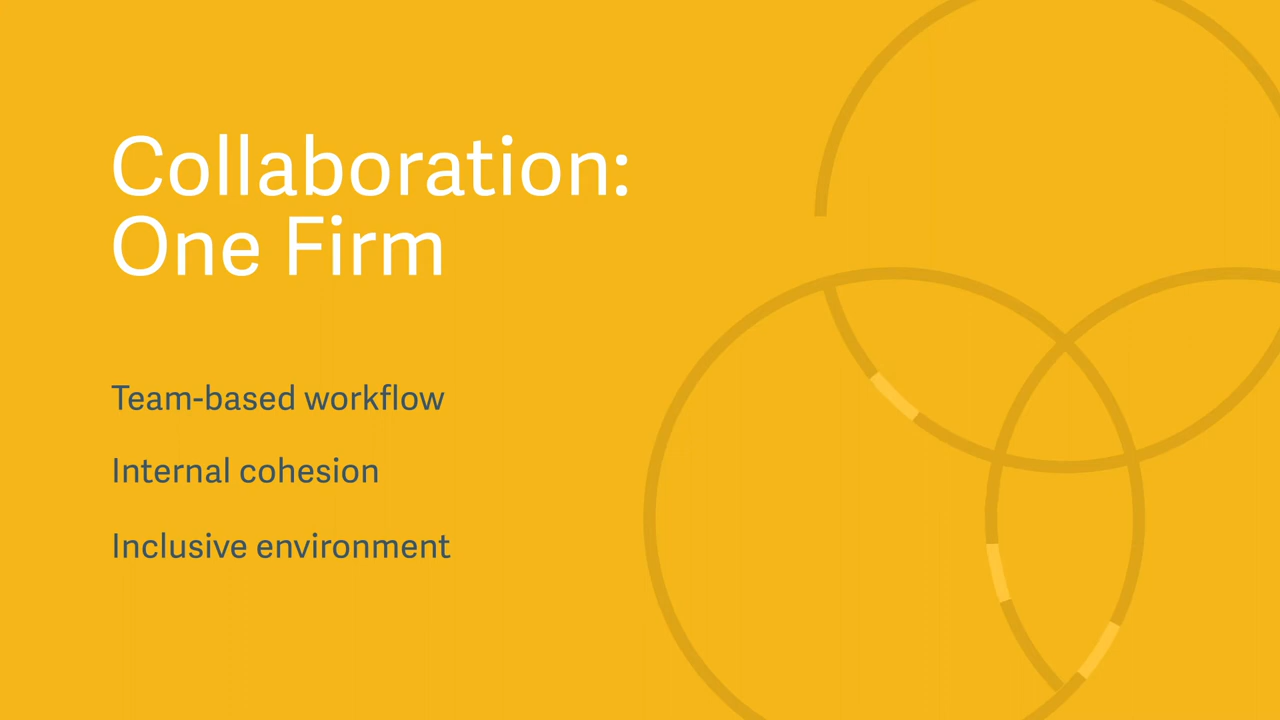 Collaboration:
One Firm
Team-based workflow
Internal cohesion
Inclusive environment